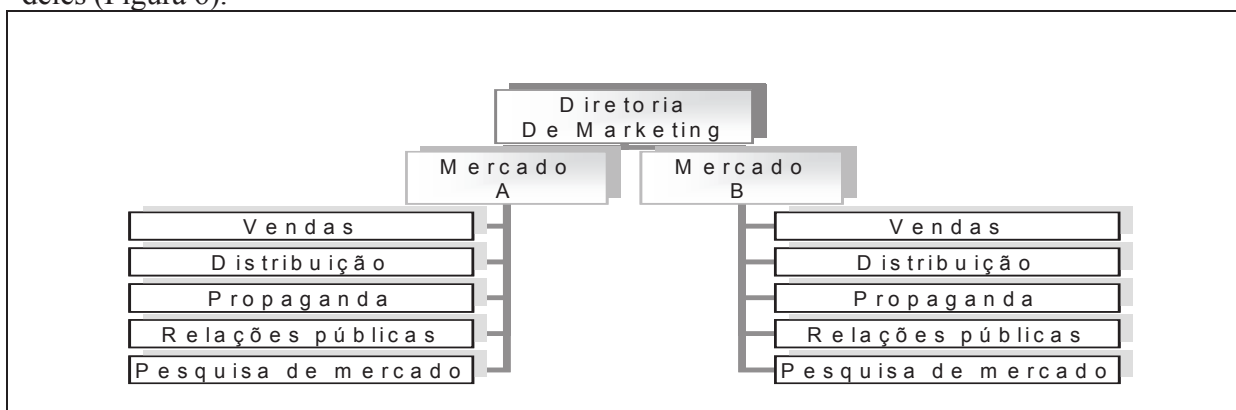 deles (Figura 6).
Diretoria
De Marketing
Mercado
A
Mercado
B
Vendas
Distribuição
Propaganda
Relações públicas
Pesquisa de mercado
Vendas
Distribuição
Propaganda
Relações públicas
Pesquisa de mercado